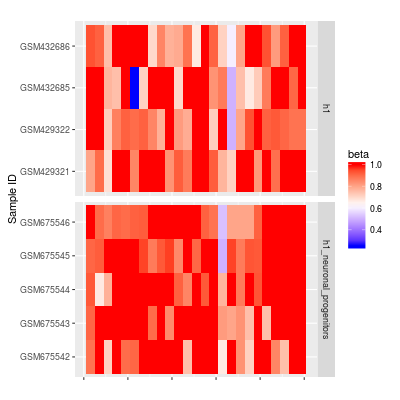 GSM432686
GSM432685
GSM429322
GSM429321
h1
GSM675546
GSM675545
GSM675544
GSM675543
GSM675542
h1_neuronal_progenitors
Sample ID
beta
1.0
0.8
0.6
0.4